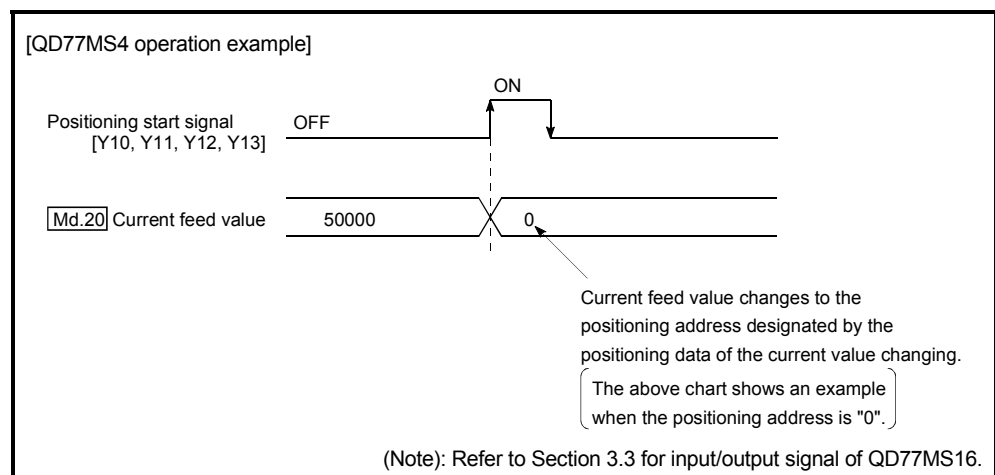 [QD77MS4 operation example]
ON
Positioning start signal
[Y10, Y11, Y12, Y13]
OFF
Md.20 Current feed value
50000
0
Current feed value changes to the
positioning address designated by the
positioning data of the current value changing.
The above chart shows an example
when the positioning address is "0".
(Note): Refer to Section 3.3 for input/output signal of QD77MS16.